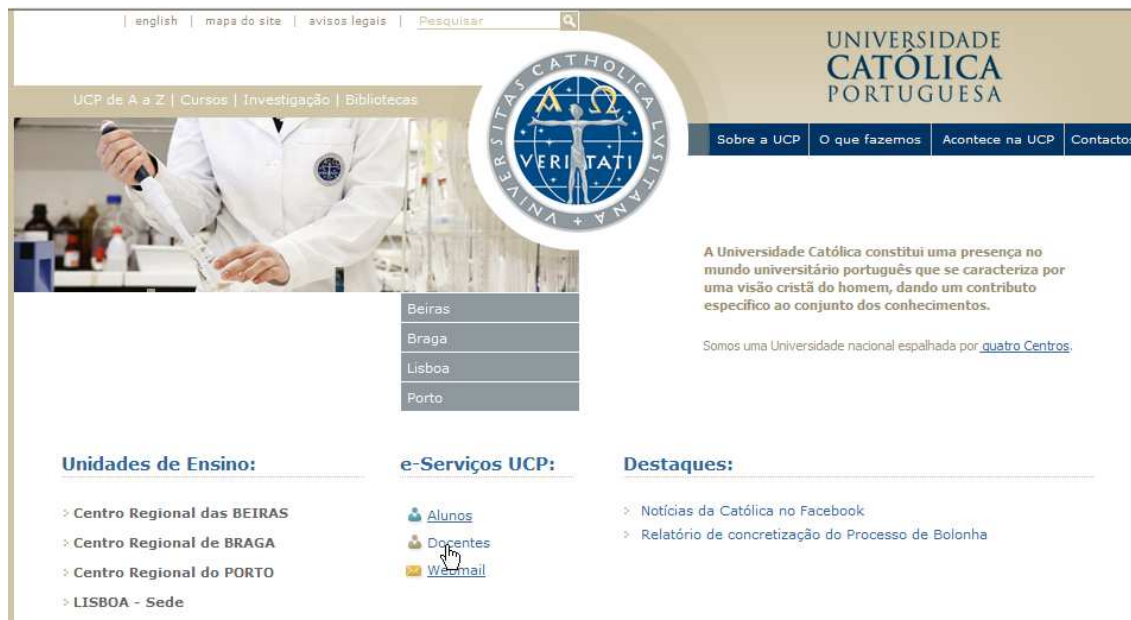 | english | mapa do site | avisos legais | Pesquisar
UNIVERSIDADE
CATÓLICA
PORTUGUESA
UCP de A a Z | Cursos | Investigação | Bibliotecas
UNIVERSITAS CATHOLICA LVSITANA +
A Ω
VERITATI
Sobre a UCP | O que fazemos | Acontece na UCP | Contactos
A Universidade Católica constitui uma presença no
mundo universitário português que se caracteriza por
uma visão cristã do homem, dando um contributo
específico ao conjunto dos conhecimentos.
Somos uma Universidade nacional espalhada por quatro Centros.
Beiras
Braga
Lisboa
Porto
Unidades de Ensino:
> Centro Regional das BEIRAS
> Centro Regional de BRAGA
> Centro Regional do PORTO
> LISBOA - Sede
e-Serviços UCP:
Alunos
Docentes
Webmail
Destaques:
> Notícias da Católica no Facebook
> Relatório de concretização do Processo de Bolonha